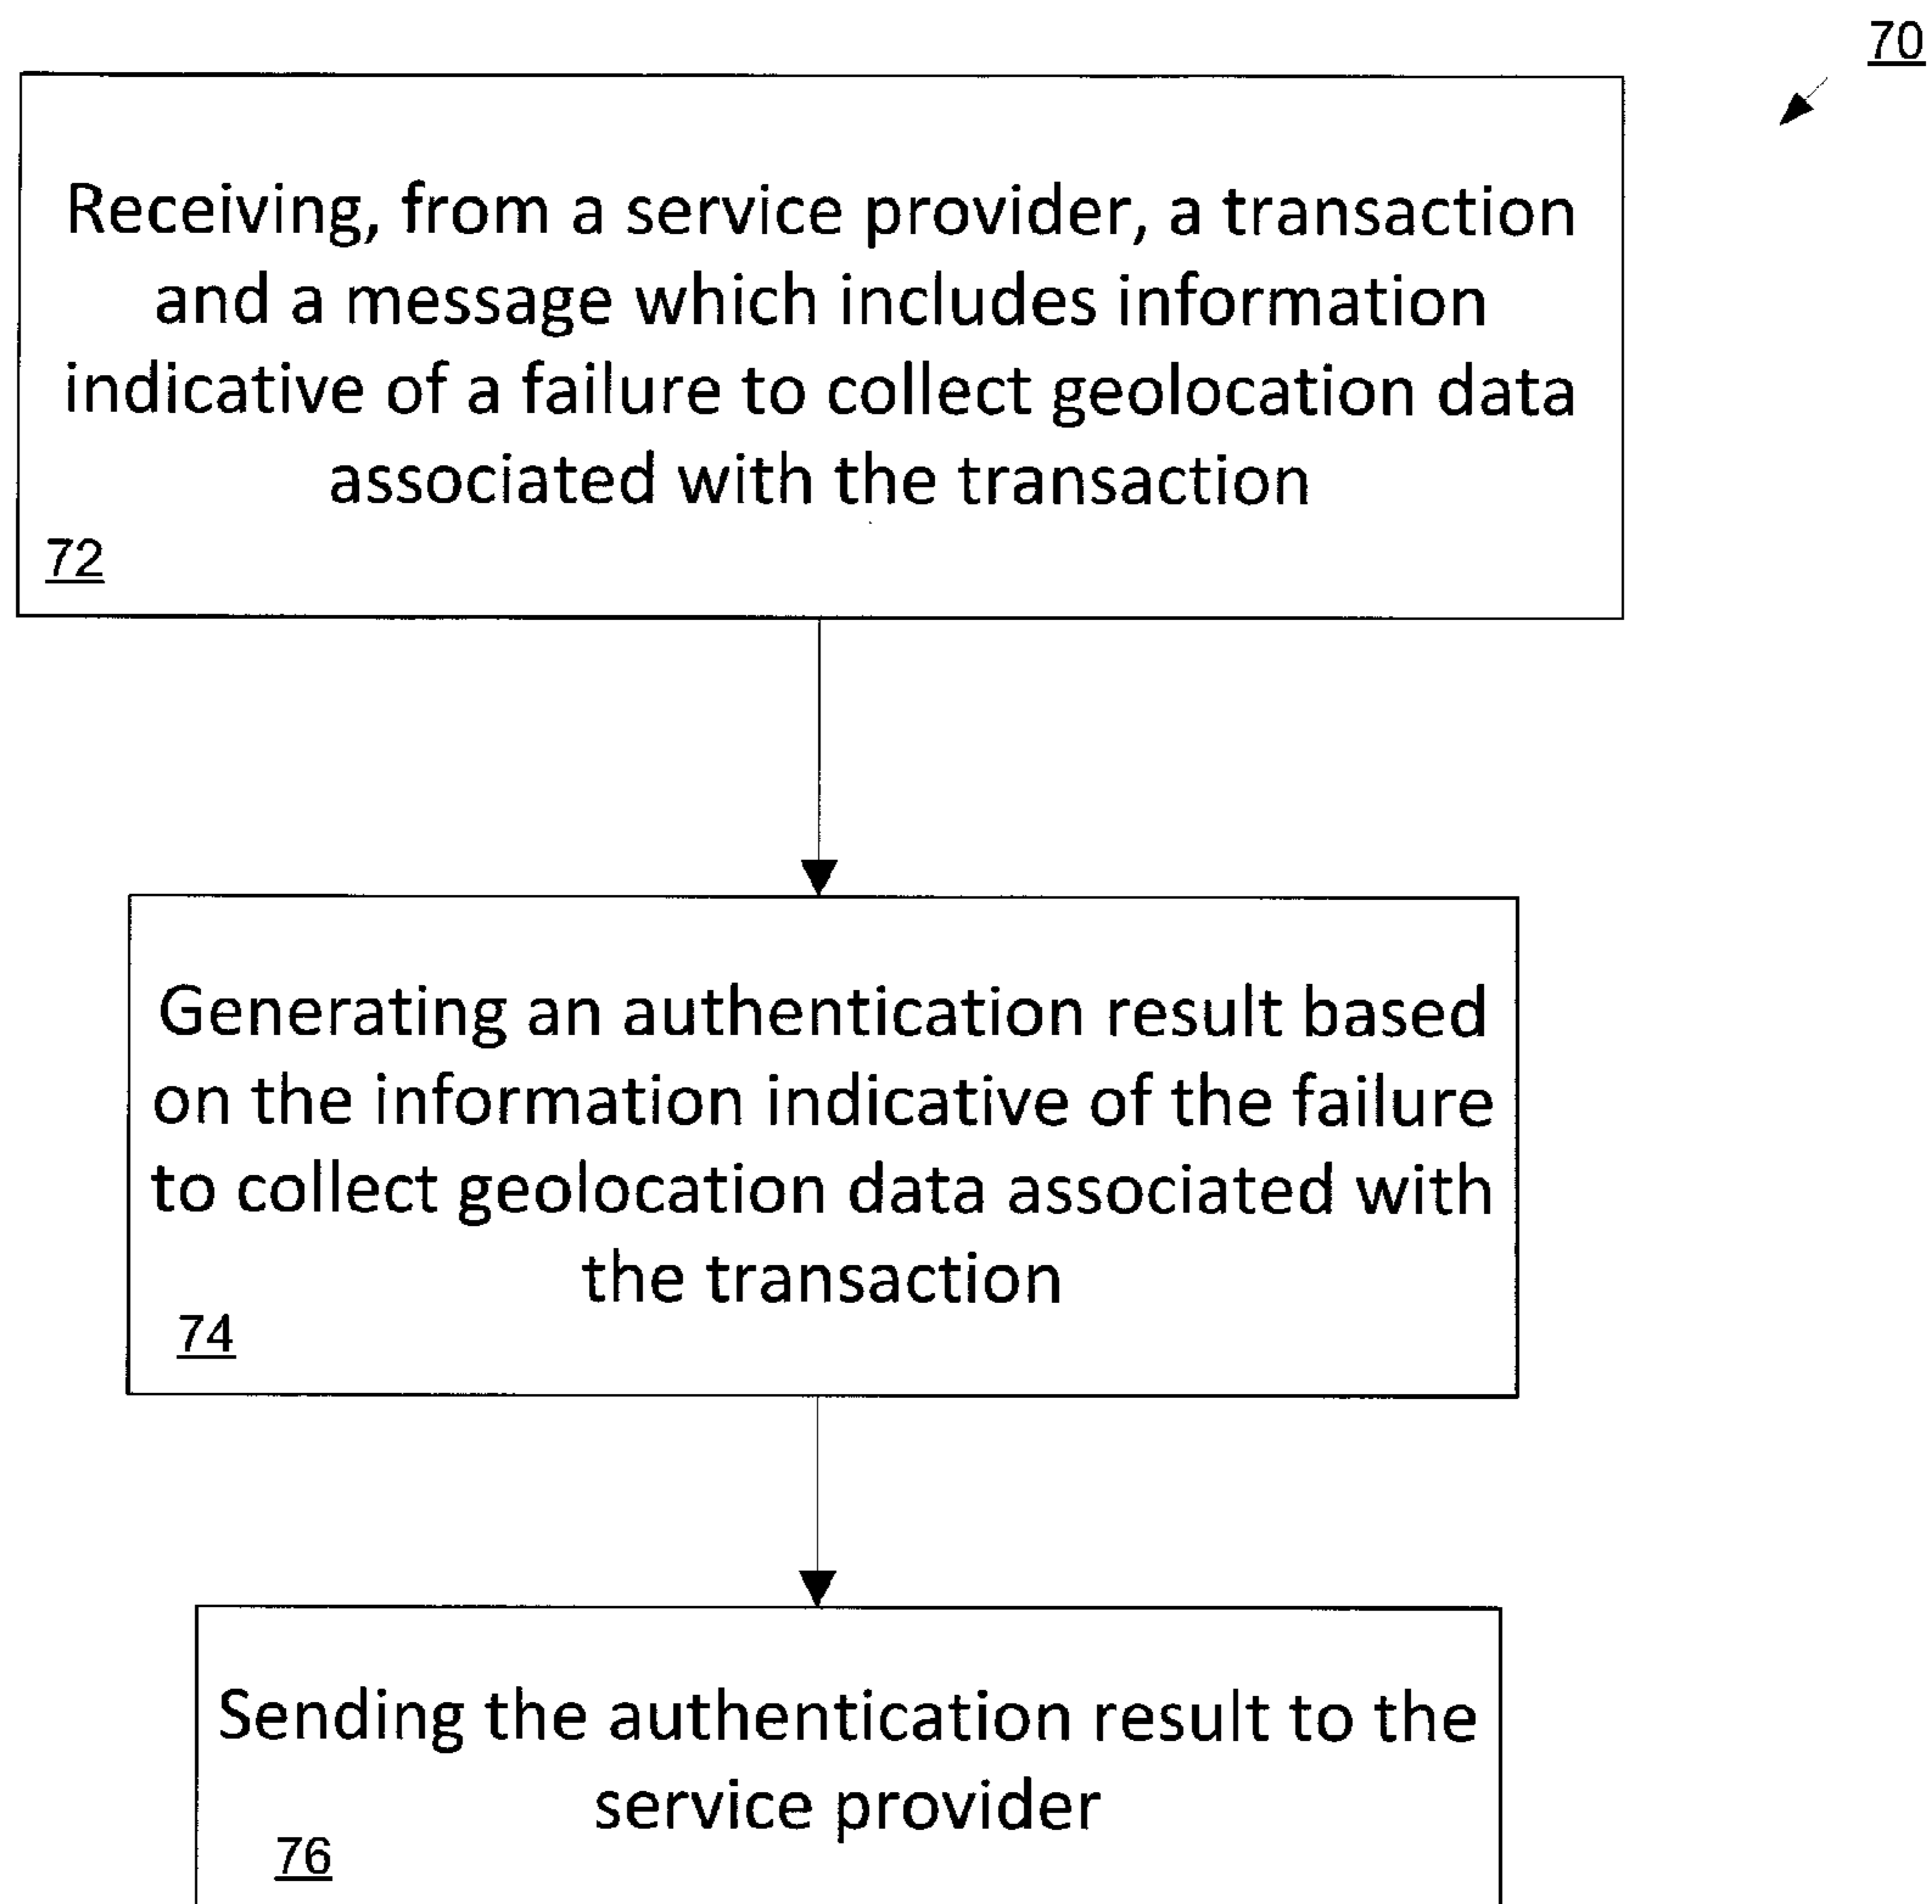 70
Receiving, from a service provider, a transaction
and a message which includes information
indicative of a failure to collect geolocation data
associated with the transaction
72
Generating an authentication result based
on the information indicative of the failure
to collect geolocation data associated with
the transaction
74
Sending the authentication result to the
service provider
76